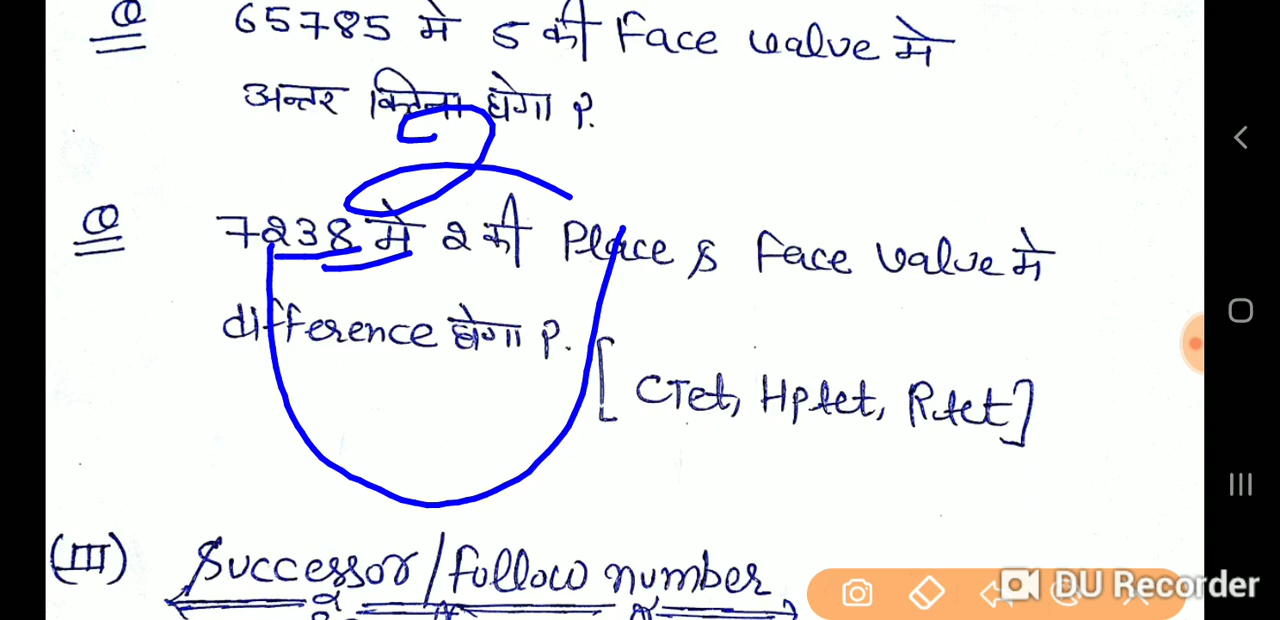 Q 65785 मे 5 की Face value मे
अन्तर कितना होगा ?.
Q 7238 मे 2 की Place & Face value मे
difference होगा ?.
[CTet, Hptet, Rtet]
(III) Successor/follow number
DU Recorder